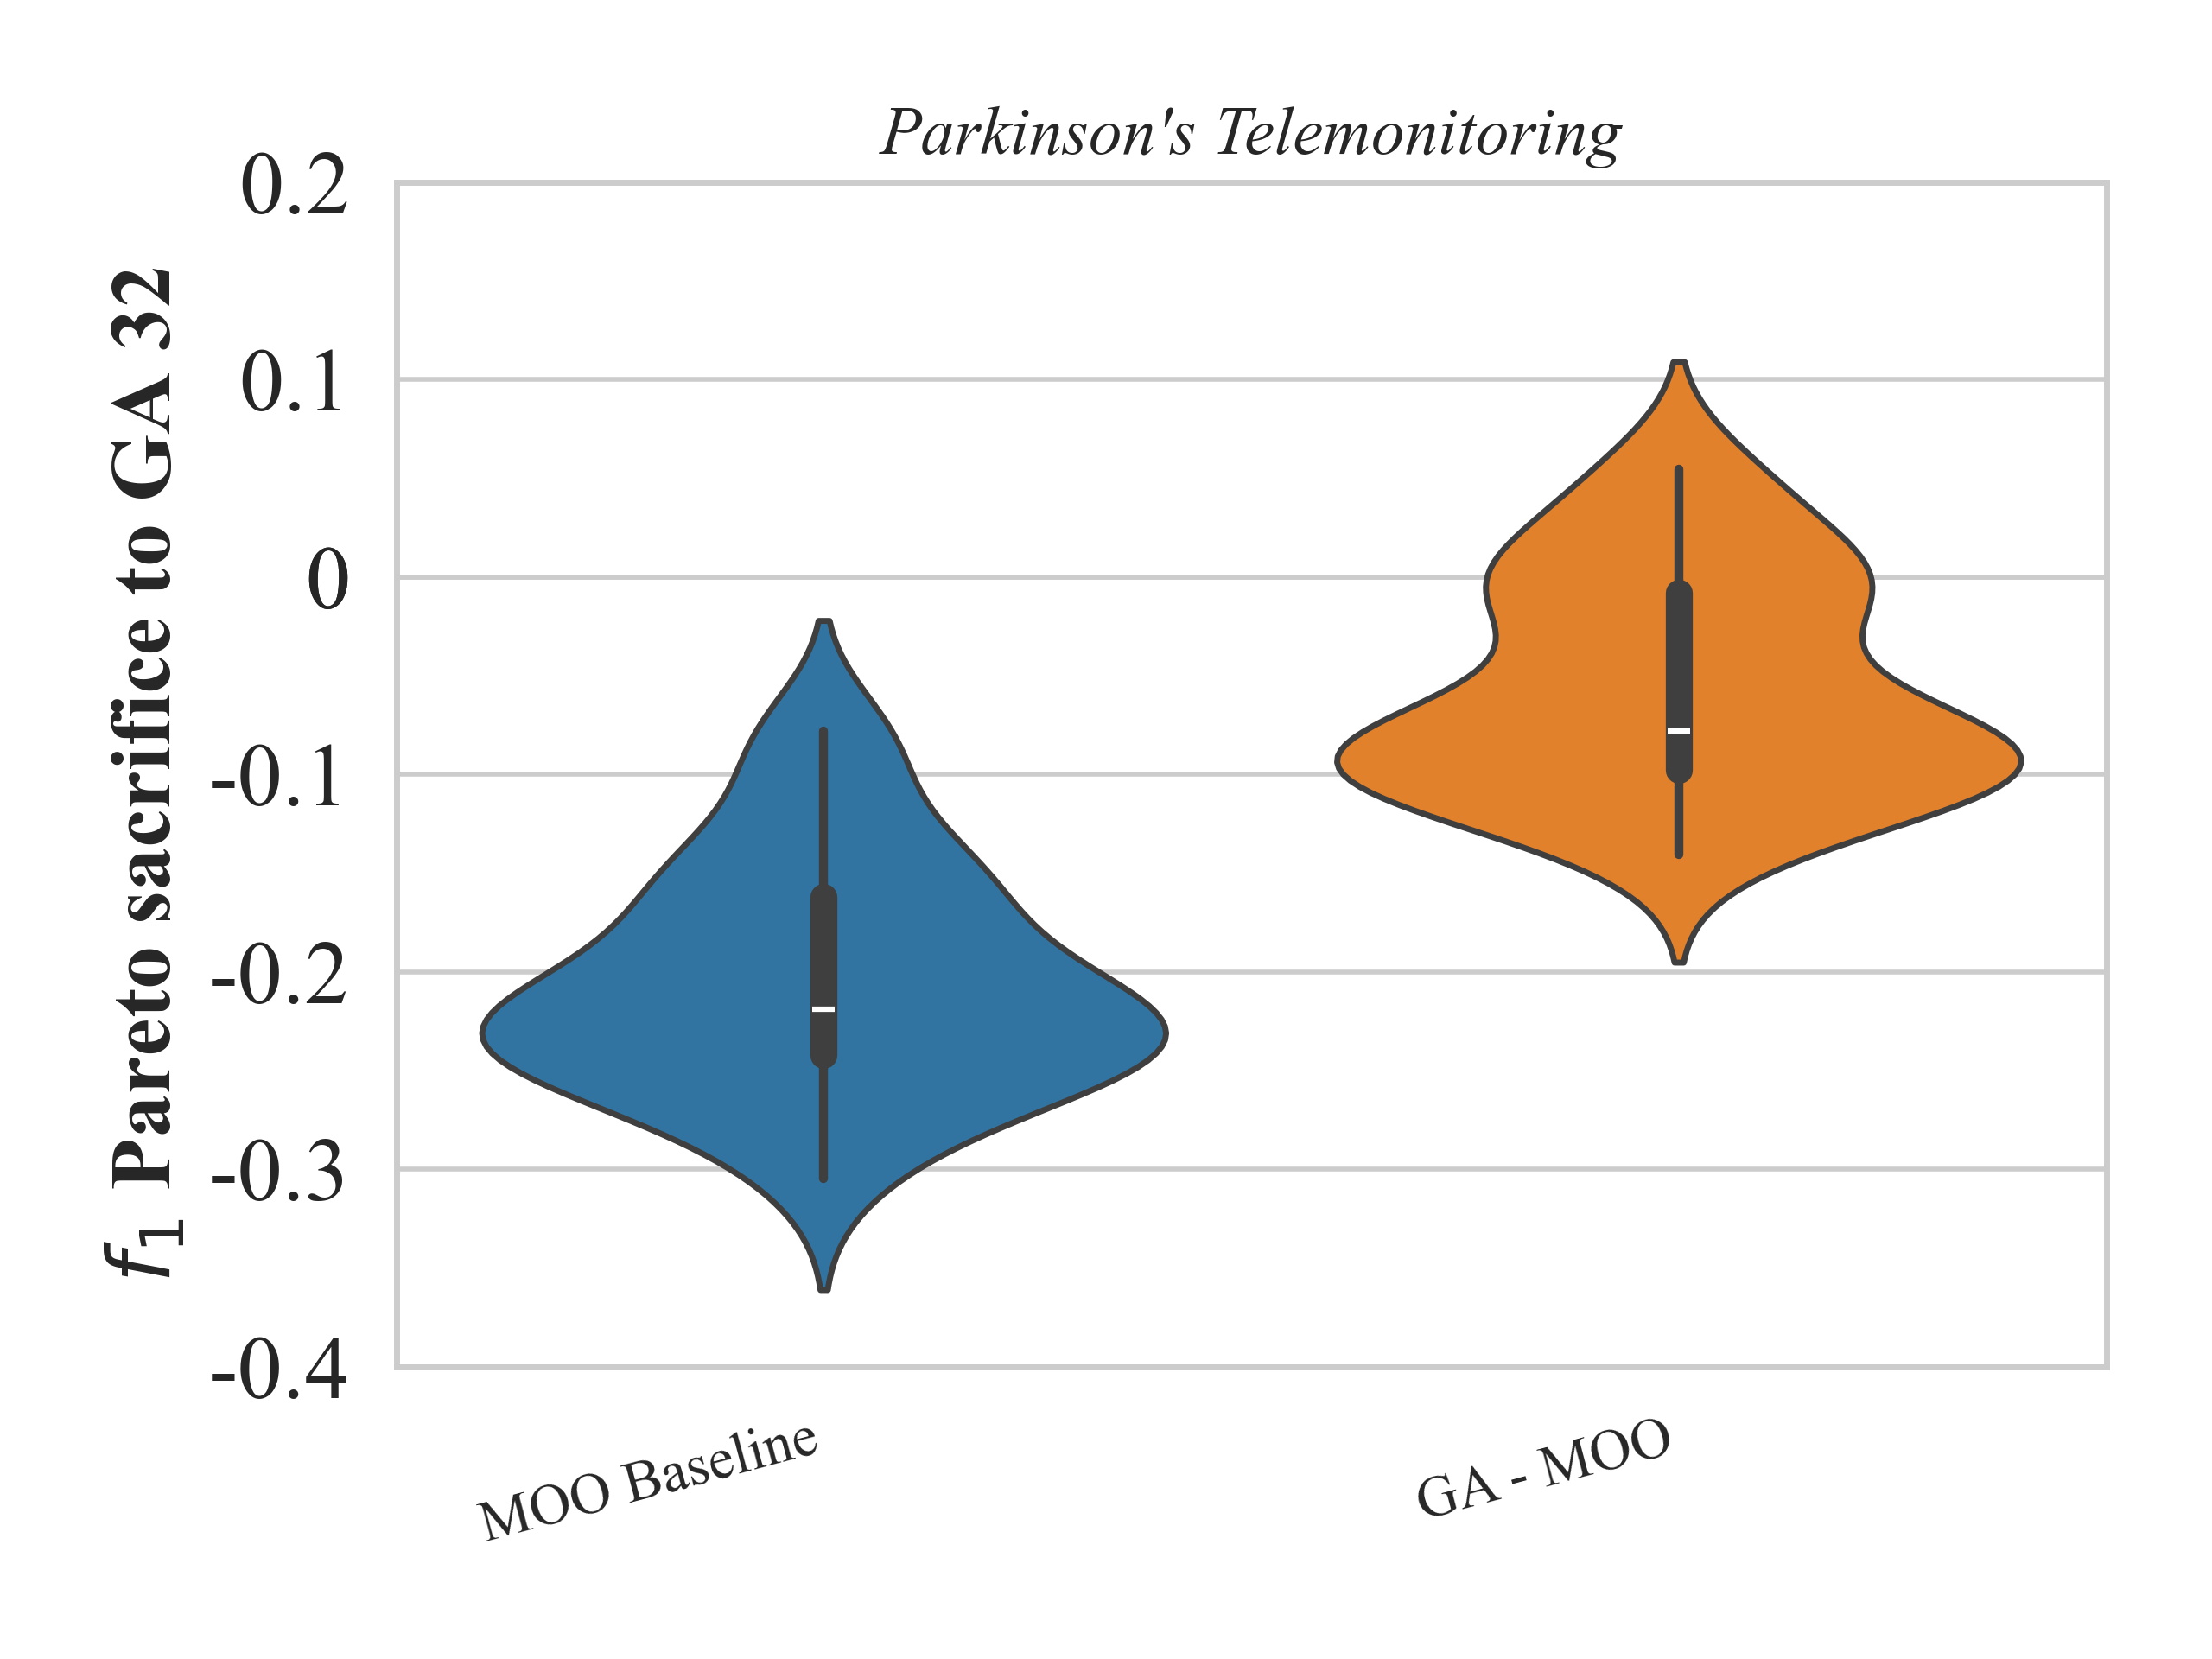 Parkinson's Telemonitoring
f1 Pareto sacrifice to GA 32
0.2
0.1
0
-0.1
-0.2
-0.3
-0.4
MOO Baseline
GA - MOO